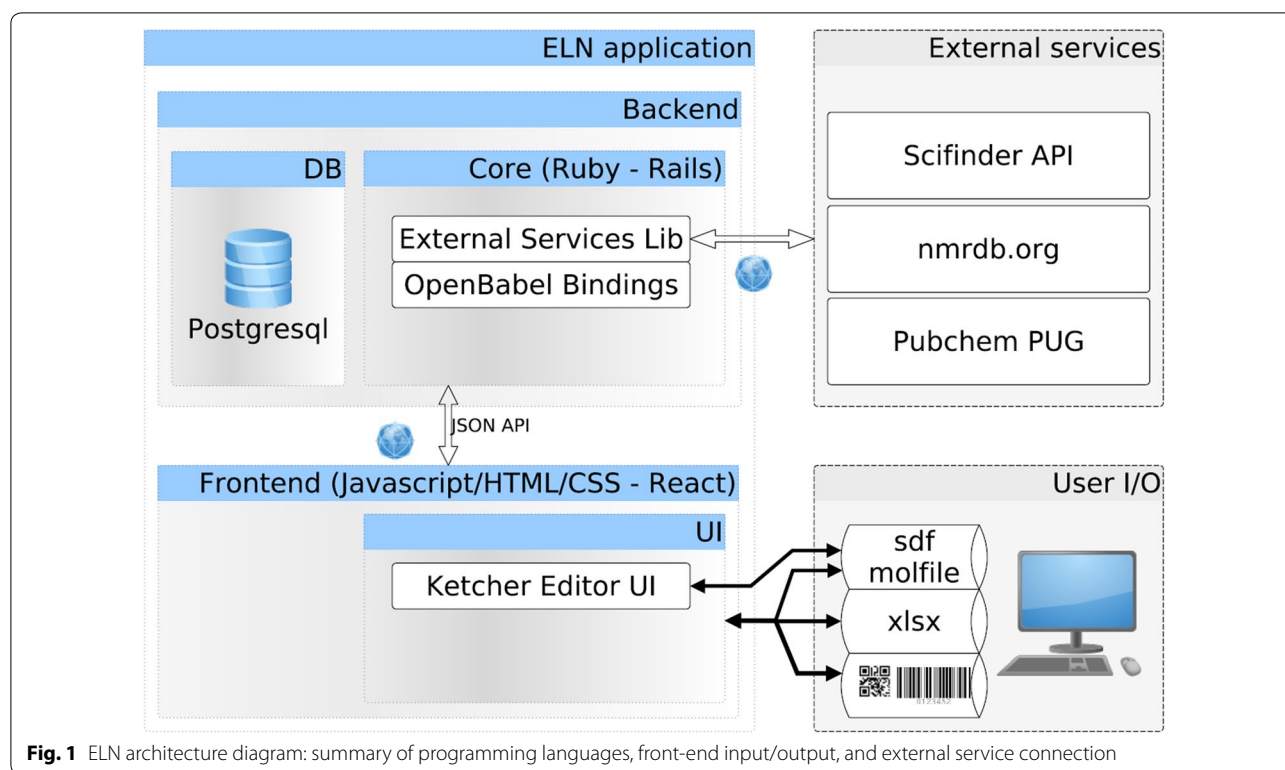 ELN application
Backend
DB
Postgresql
Core (Ruby - Rails)
External Services Lib
OpenBabel Bindings
JSON API
Frontend (Javascript/HTML/CSS - React)
UI
Ketcher Editor UI
External services
Scifinder API
nmrdb.org
Pubchem PUG
User I/O
sdf
molfile
xlsx
0123452
Fig. 1 ELN architecture diagram: summary of programming languages, front-end input/output, and external service connection